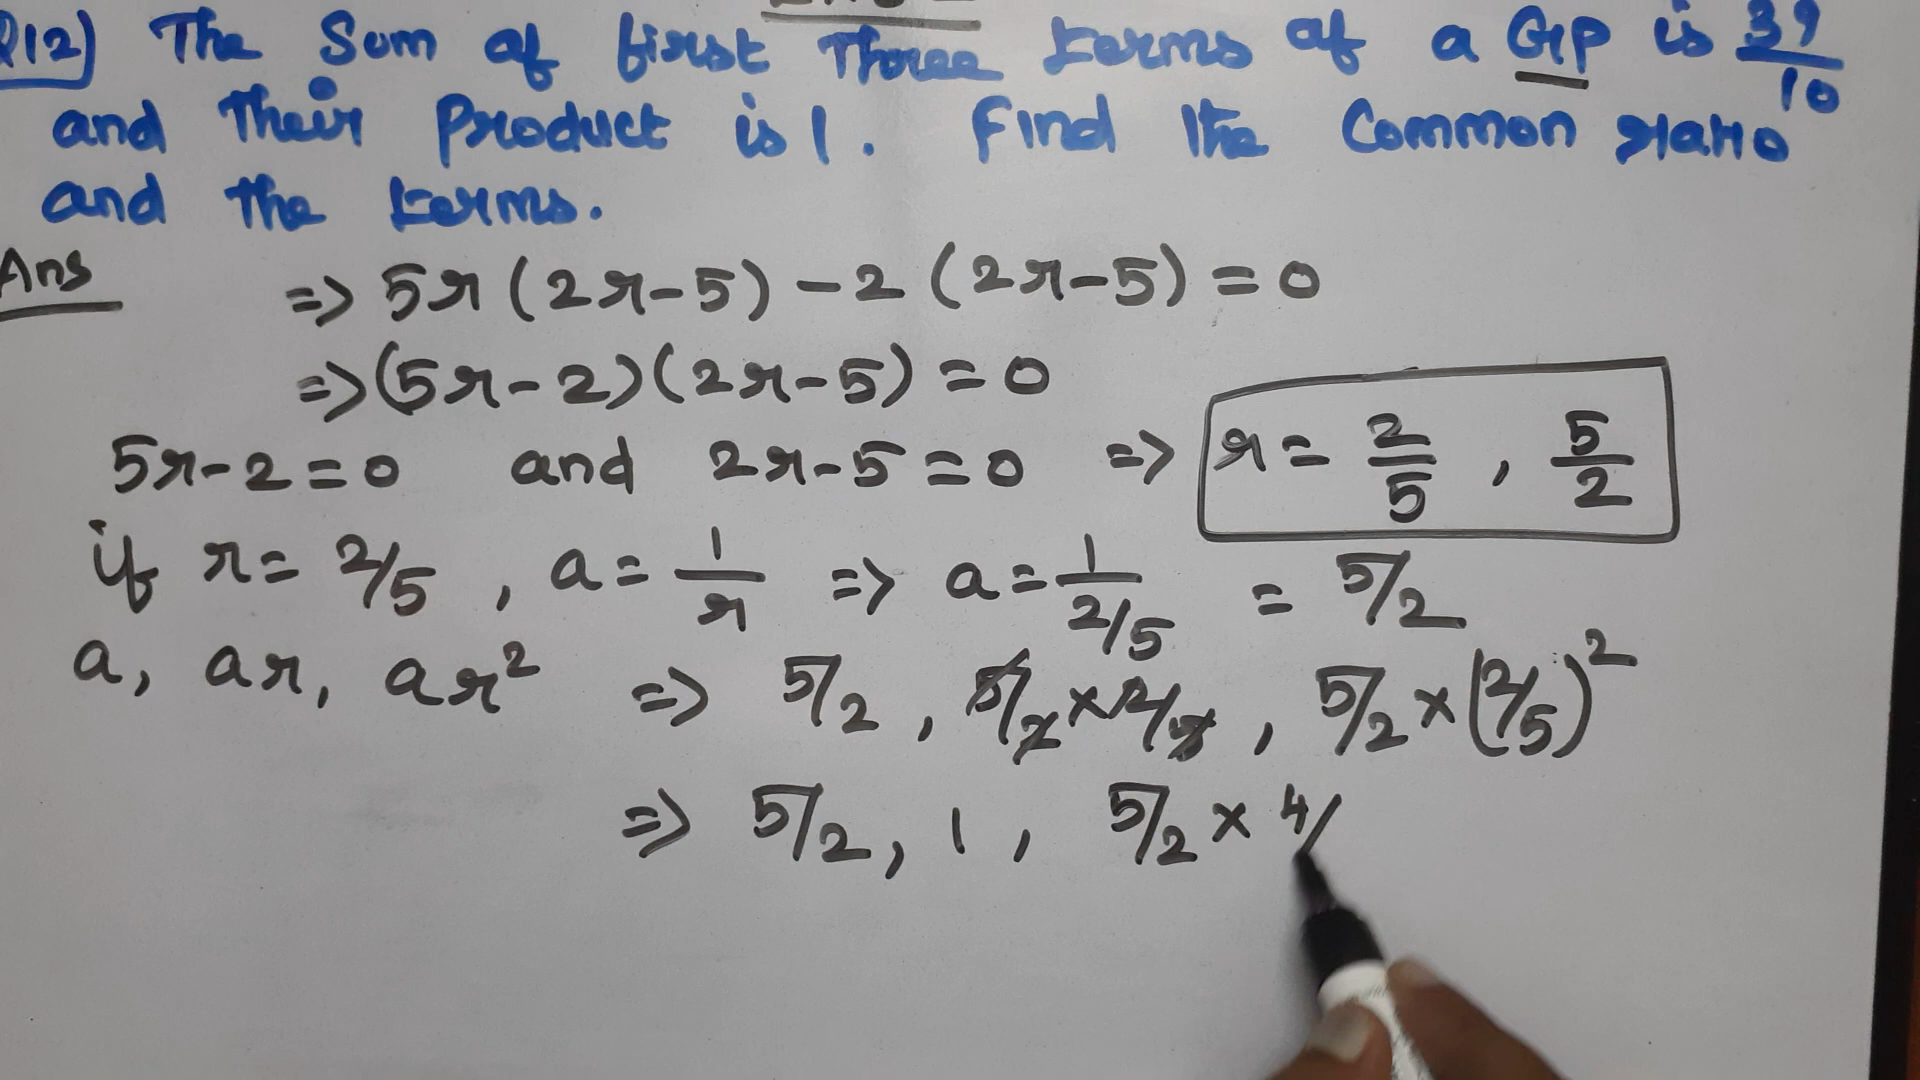 Q12) The Sum of first Three terms of a GP is 39/10
and Their Product is 1. Find the Common ratio
and the terms.
Ans
=> 5r (2r-5) - 2 (2r-5) = 0
=> (5r-2)(2r-5) = 0
5r-2=0 and 2r-5=0 => r= 2/5 , 5/2
if r= 2/5 , a= 1/r => a= 1/2/5 = 5/2
a, ar, ar² => 5/2 , 5/2 × 2/5 , 5/2 × (2/5)²
=> 5/2, 1, 5/2 × 4/